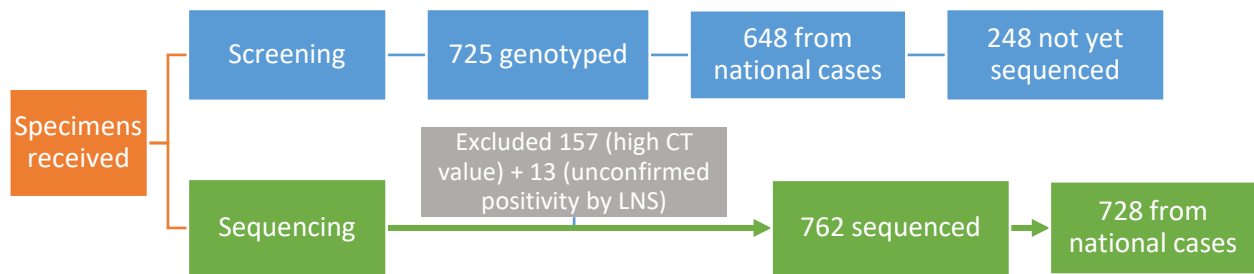 Specimens
received
Screening
725 genotyped
648 from
national cases
248 not yet
sequenced
Excluded 157 (high CT
value) + 13 (unconfirmed
positivity by LNS)
Sequencing
762 sequenced
728 from
national cases